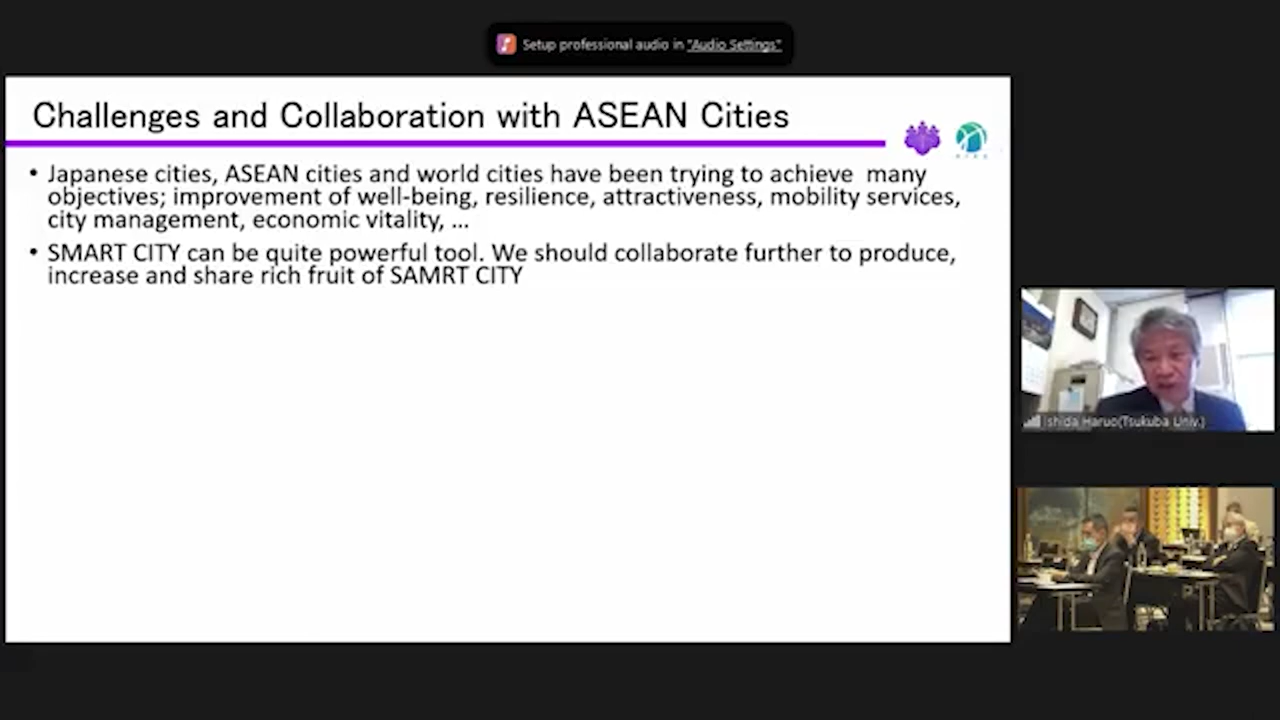 Setup professional audio in "Audio Settings"
Challenges and Collaboration with ASEAN Cities
• Japanese cities, ASEAN cities and world cities have been trying to achieve many
objectives; improvement of well-being, resilience, attractiveness, mobility services,
city management, economic vitality, ...
• SMART CITY can be quite powerful tool. We should collaborate further to produce,
increase and share rich fruit of SAMRT CITY
shida Haruo(Tsukuba Univ.)